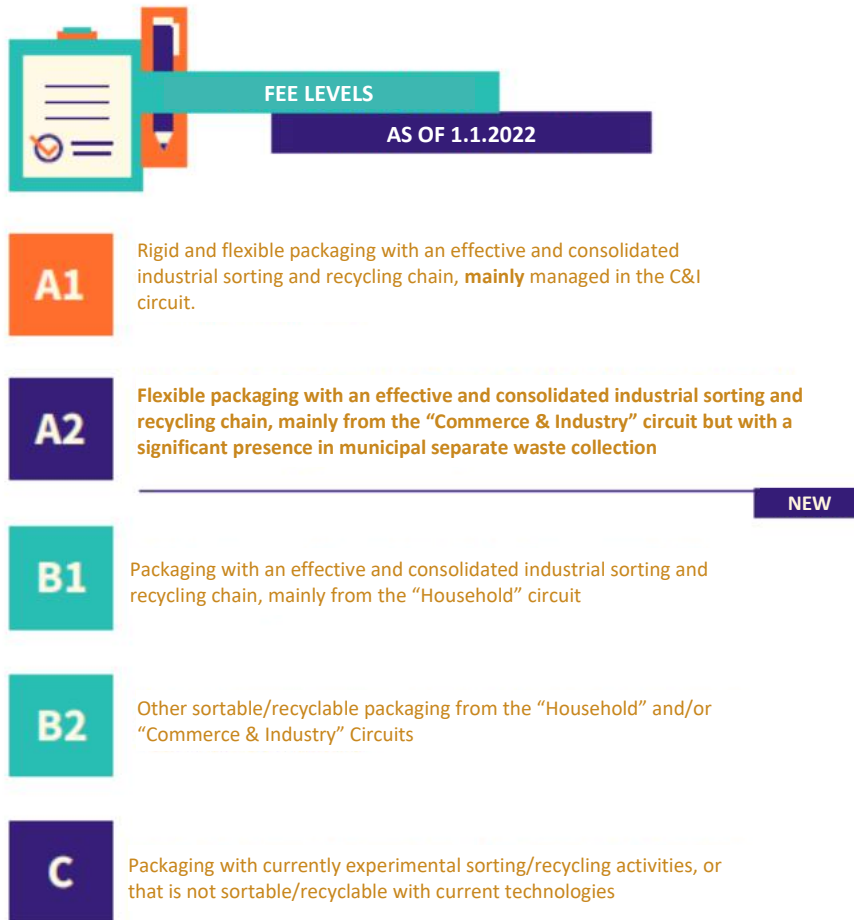 FEE LEVELS
AS OF 1.1.2022
A1
Rigid and flexible packaging with an effective and consolidated
industrial sorting and recycling chain, mainly managed in the C&I
circuit.
A2
Flexible packaging with an effective and consolidated industrial sorting and
recycling chain, mainly from the “Commerce & Industry” circuit but with a
significant presence in municipal separate waste collection
NEW
B1
Packaging with an effective and consolidated industrial sorting and
recycling chain, mainly from the “Household” circuit
B2
Other sortable/recyclable packaging from the “Household” and/or
“Commerce & Industry” Circuits
C
Packaging with currently experimental sorting/recycling activities, or
that is not sortable/recyclable with current technologies